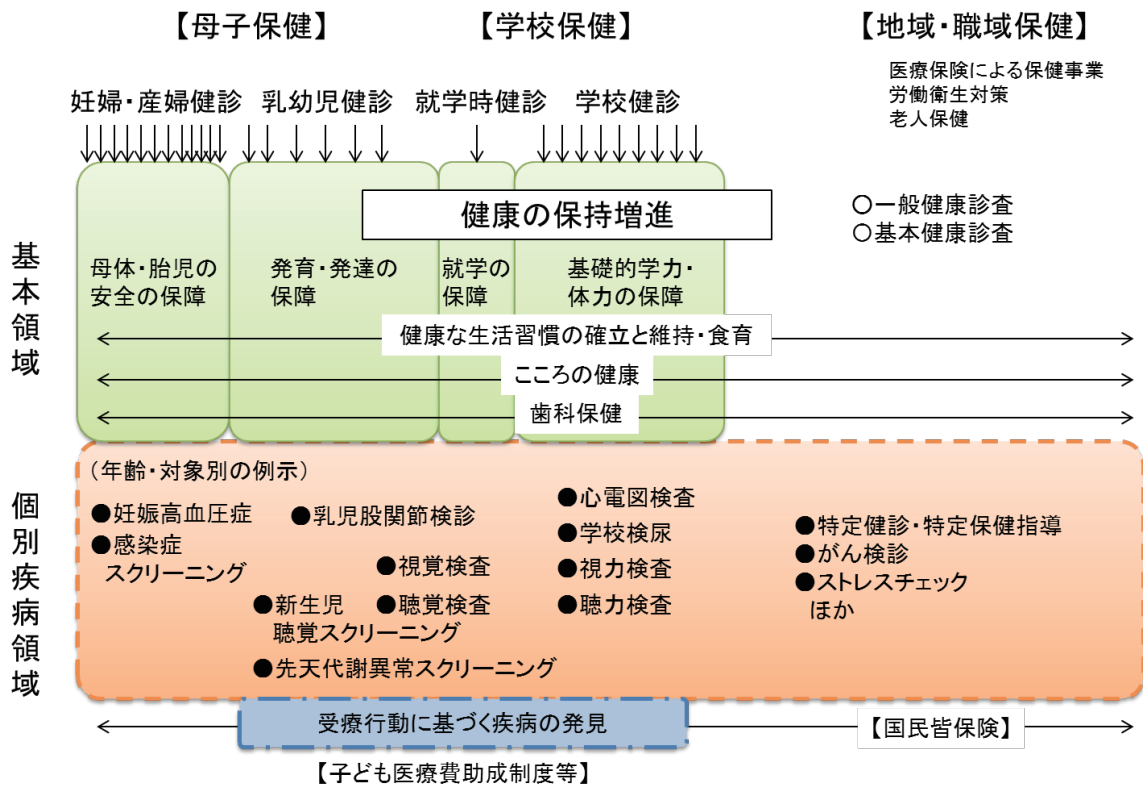 【母子保健】
【学校保健】
【地域・職域保健】
医療保険による保健事業
労働衛生対策
老人保健
妊婦・産婦健診
乳幼児健診
就学時健診
学校健診
健康の保持増進
○一般健康診査
○基本健康診査
基本領域
母体・胎児の
安全の保障
発育・発達の
保障
就学の
保障
基礎的学力・
体力の保障
健康な生活習慣の確立と維持・食育
こころの健康
歯科保健
個別疾病領域
（年齢・対象別の例示）
●妊娠高血圧症
●感染症
スクリーニング
●乳児股関節検診
●視覚検査
●聴覚検査
●新生児
聴覚スクリーニング
●先天代謝異常スクリーニング
●心電図検査
●学校検尿
●視力検査
●聴力検査
●特定健診・特定保健指導
●がん検診
●ストレスチェック
ほか
受療行動に基づく疾病の発見
【国民皆保険】
【子ども医療費助成制度等】